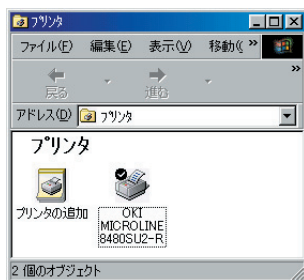 プリンタ
ファイル(F) 編集(E) 表示(V) 移動( »
戻る 進む »
アドレス(D) プリンタ
プリンタ
プリンタの追加
OKI
MICROLINE
8480SU2-R
2 個のオブジェクト